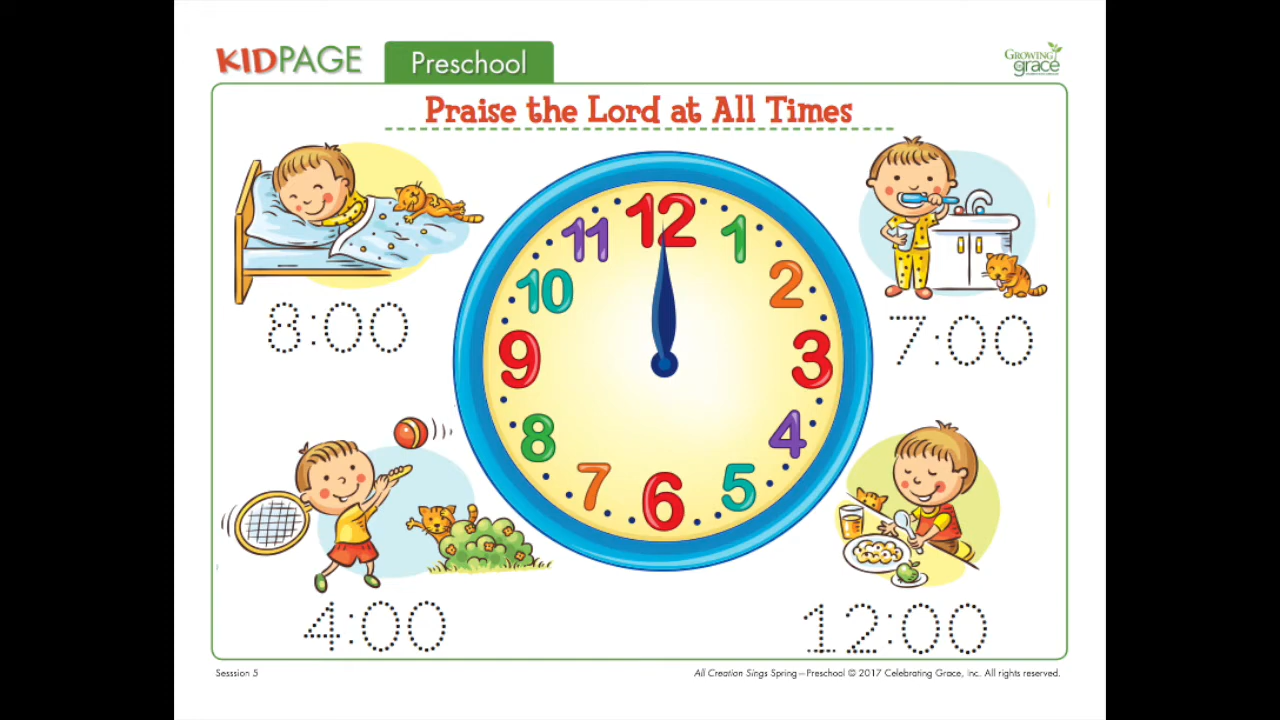 KIDPAGE Preschool
GROWING in grace
Praise the Lord at All Times
12
11 1
10 2
9 3
8 4
7 5
6
8:00
7:00
4:00
12:00
Sesssion 5
All Creation Sings Spring—Preschool © 2017 Celebrating Grace, Inc. All rights reserved.